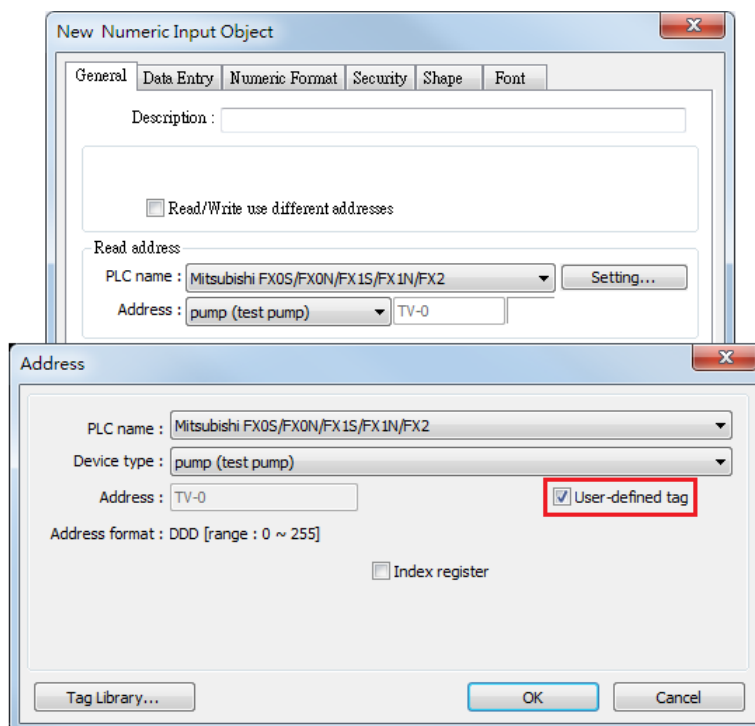 New Numeric Input Object
General Data Entry Numeric Format Security Shape Font
Description :
Read/Write use different addresses
Read address
PLC name : Mitsubishi FX0S/FX0N/FX1S/FX1N/FX2 Setting...
Address : pump (test pump) TV-0
Address
PLC name : Mitsubishi FX0S/FX0N/FX1S/FX1N/FX2
Device type : pump (test pump)
Address : TV-0 User-defined tag
Address format : DDD [range : 0 ~ 255]
Index register
Tag Library... OK Cancel